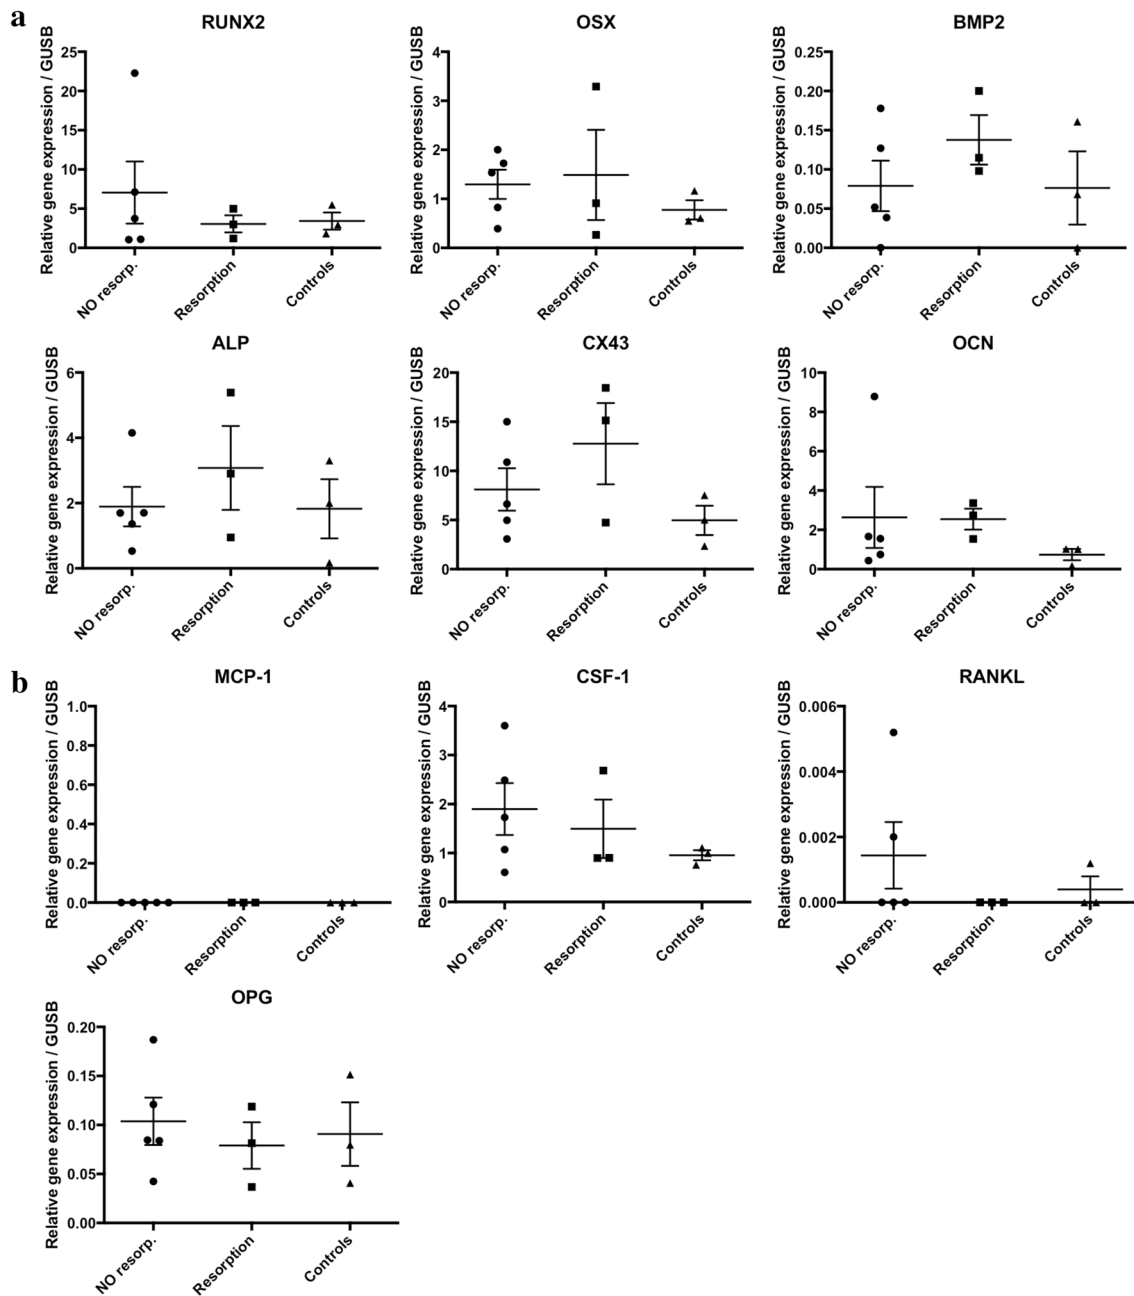 a
RUNX2
Relative gene expression / GUSB
25
20
15
10
5
0
NO resorp.
Resorption
Controls
OSX
Relative gene expression / GUSB
4
3
2
1
0
NO resorp.
Resorption
Controls
BMP2
Relative gene expression / GUSB
0.25
0.20
0.15
0.10
0.05
0.00
NO resorp.
Resorption
Controls
ALP
Relative gene expression / GUSB
6
4
2
0
NO resorp.
Resorption
Controls
CX43
Relative gene expression / GUSB
20
15
10
5
0
NO resorp.
Resorption
Controls
OCN
Relative gene expression / GUSB
10
8
6
4
2
0
NO resorp.
Resorption
Controls
b
MCP-1
Relative gene expression / GUSB
1.0
0.8
0.6
0.4
0.2
0.0
NO resorp.
Resorption
Controls
CSF-1
Relative gene expression / GUSB
4
3
2
1
0
NO resorp.
Resorption
Controls
RANKL
Relative gene expression / GUSB
0.006
0.004
0.002
0.000
NO resorp.
Resorption
Controls
OPG
Relative gene expression / GUSB
0.20
0.15
0.10
0.05
0.00
NO resorp.
Resorption
Controls